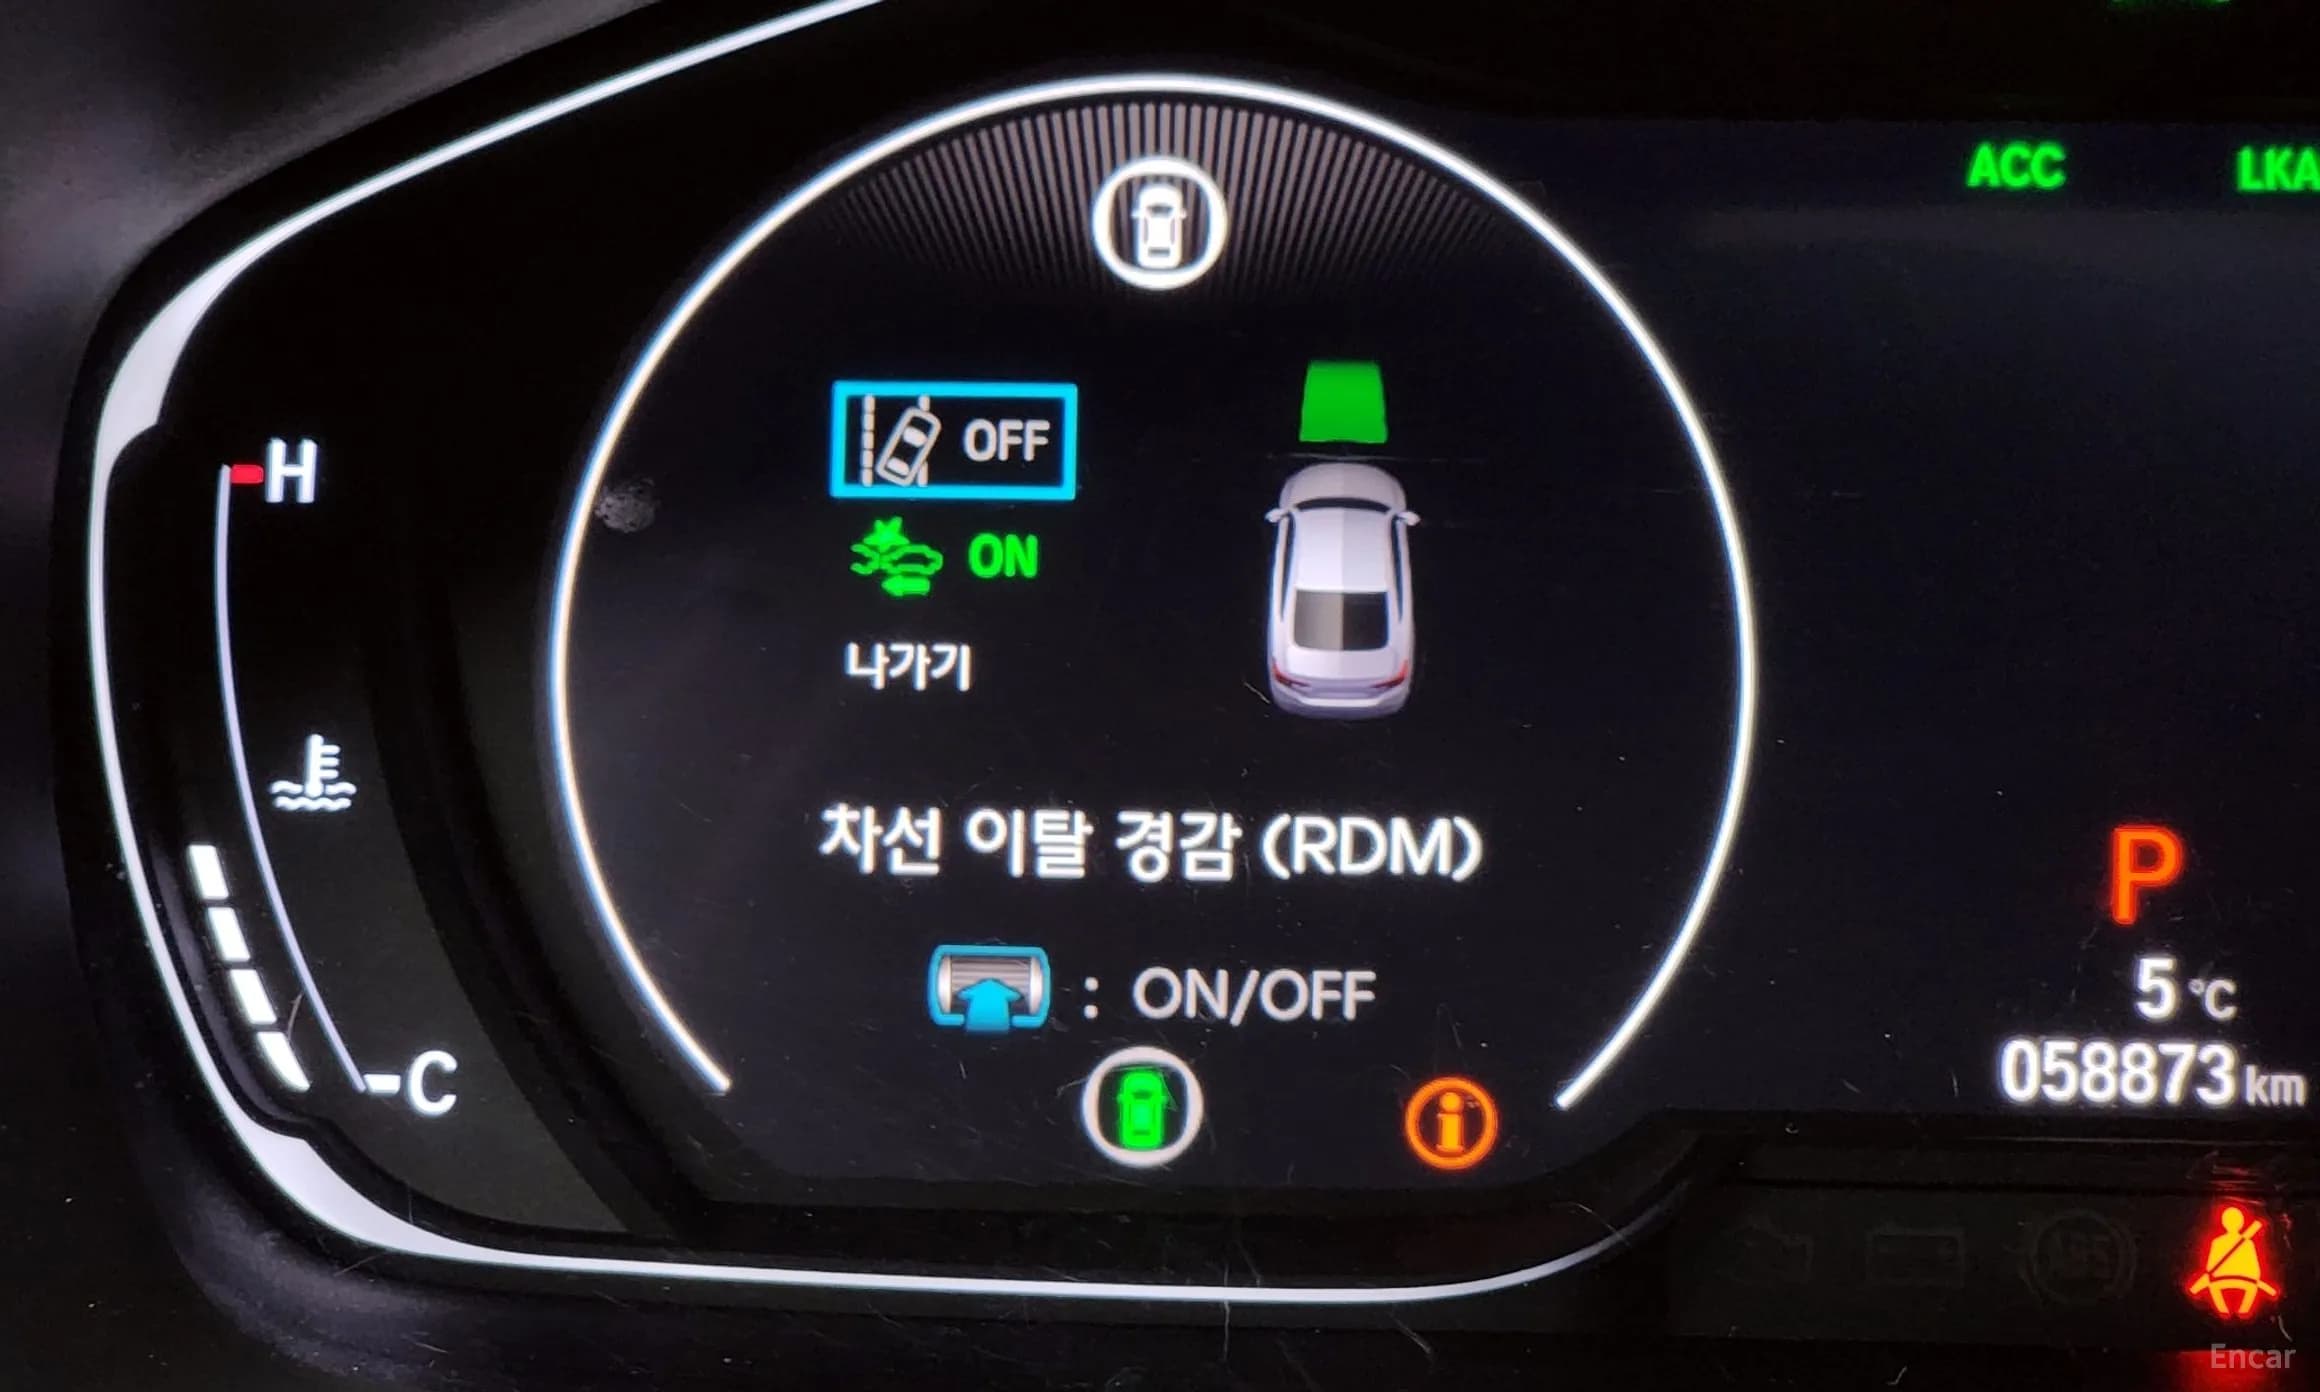 ACC LKA
OFF
H
ON
나가기
차선 이탈 경감 (RDM)
P
: ON/OFF
5 °C
058873 km
C
ABS
Encar